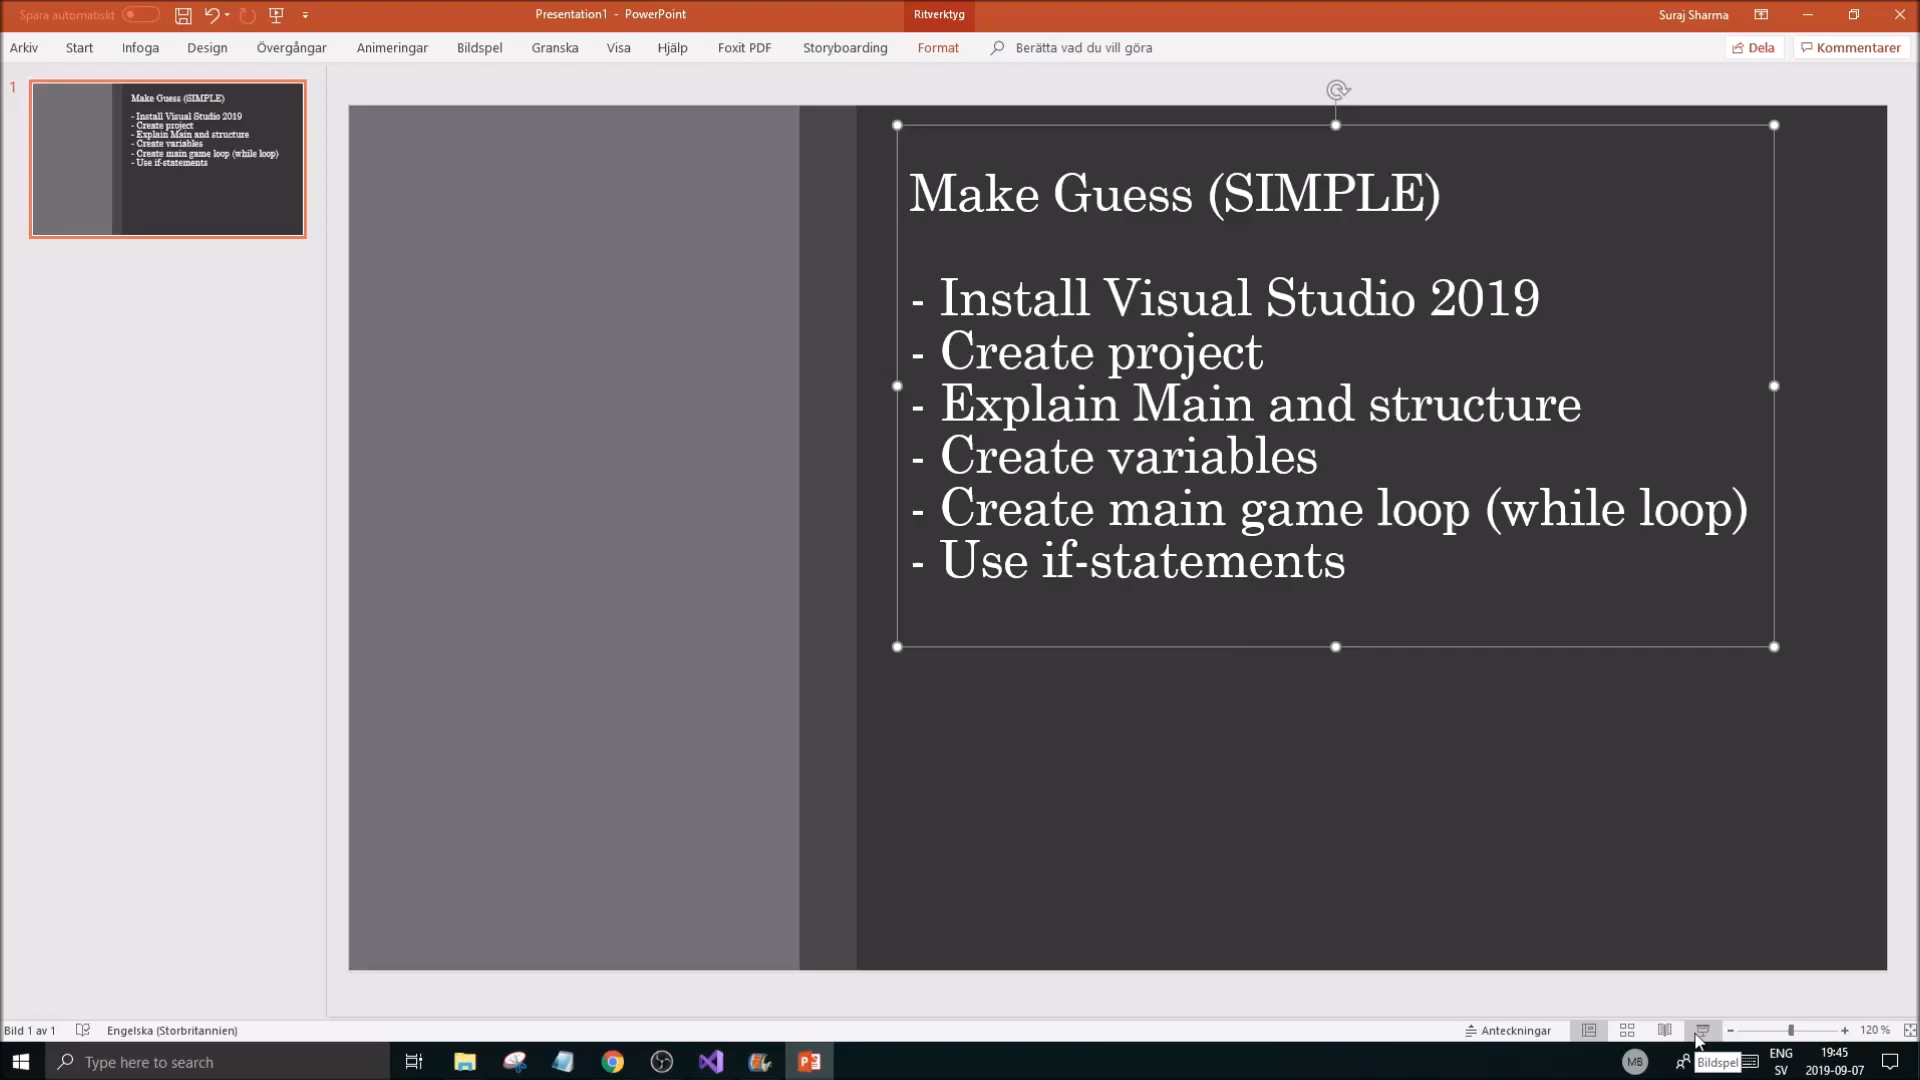 Spara automatiskt
Presentation1 - PowerPoint
Ritverktyg
Suraj Sharma
Arkiv Start Infoga Design Övergångar Animeringar Bildspel Granska Visa Hjälp Foxit PDF Storyboarding Format Berätta vad du vill göra Dela Kommentarer
1
Make Guess (SIMPLE)
- Install Visual Studio 2019
- Create project
- Explain Main and structure
- Create variables
- Create main game loop (while loop)
- Use if-statements
Make Guess (SIMPLE)
- Install Visual Studio 2019
- Create project
- Explain Main and structure
- Create variables
- Create main game loop (while loop)
- Use if-statements
Bild 1 av 1 Engelska (Storbritannien) Anteckningar 120 %
Type here to search
MB
Bildspel
ENG
SV
19:45
2019-09-07